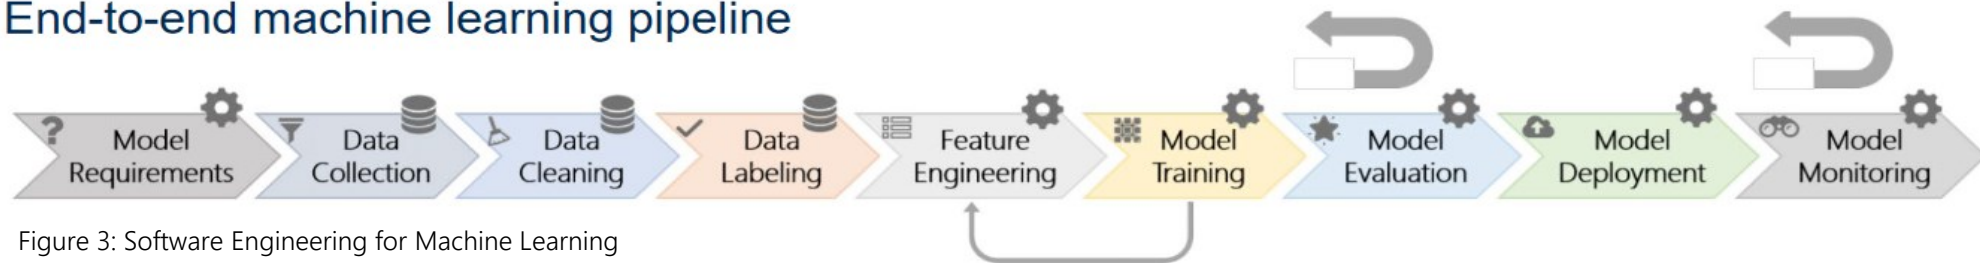 End-to-end machine learning pipeline
Model
Requirements
Data
Collection
Data
Cleaning
Data
Labeling
Feature
Engineering
Model
Training
Model
Evaluation
Model
Deployment
Model
Monitoring
Figure 3: Software Engineering for Machine Learning